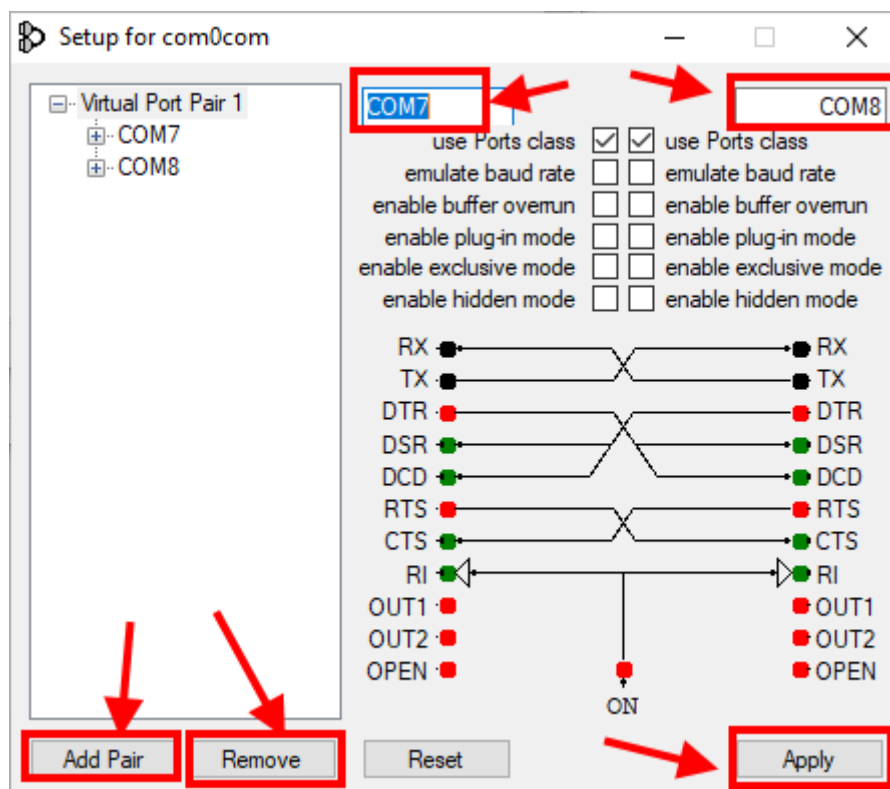 Setup for com0com
Virtual Port Pair 1
COM7
COM8
COM7 COM8
use Ports class use Ports class
emulate baud rate emulate baud rate
enable buffer overrun enable buffer overrun
enable plug-in mode enable plug-in mode
enable exclusive mode enable exclusive mode
enable hidden mode enable hidden mode
RX RX
TX TX
DTR DTR
DSR DSR
DCD DCD
RTS RTS
CTS CTS
RI RI
OUT1 OUT1
OUT2 OUT2
OPEN OPEN
ON
Add Pair Remove Reset Apply